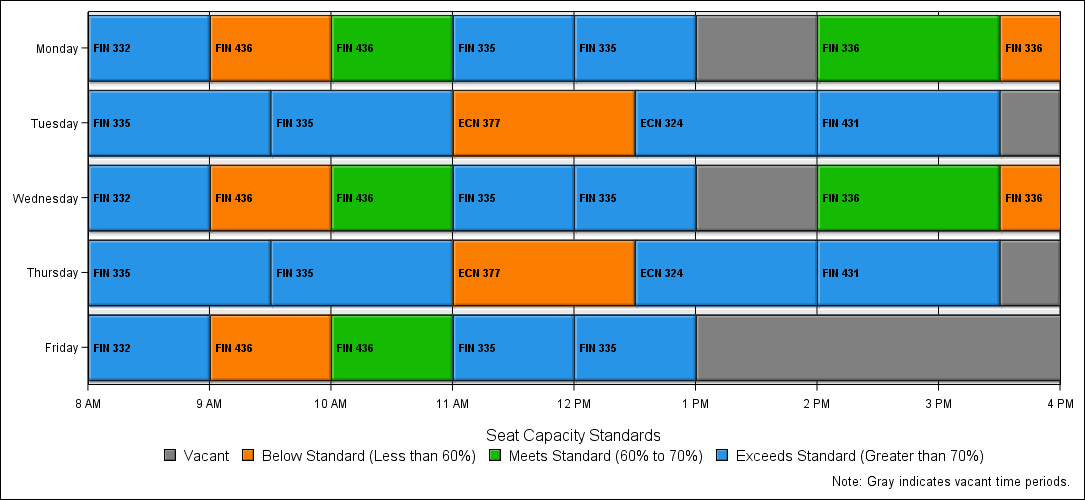 Monday FIN 332 FIN 436 FIN 436 FIN 335 FIN 335 FIN 336 FIN 336
Tuesday FIN 335 FIN 335 ECN 377 ECN 324 FIN 431
Wednesday FIN 332 FIN 436 FIN 436 FIN 335 FIN 335 FIN 336 FIN 336
Thursday FIN 335 FIN 335 ECN 377 ECN 324 FIN 431
Friday FIN 332 FIN 436 FIN 436 FIN 335 FIN 335
8 AM 9 AM 10 AM 11 AM 12 PM 1 PM 2 PM 3 PM 4 PM
Seat Capacity Standards
Vacant Below Standard (Less than 60%) Meets Standard (60% to 70%) Exceeds Standard (Greater than 70%)
Note: Gray indicates vacant time periods.